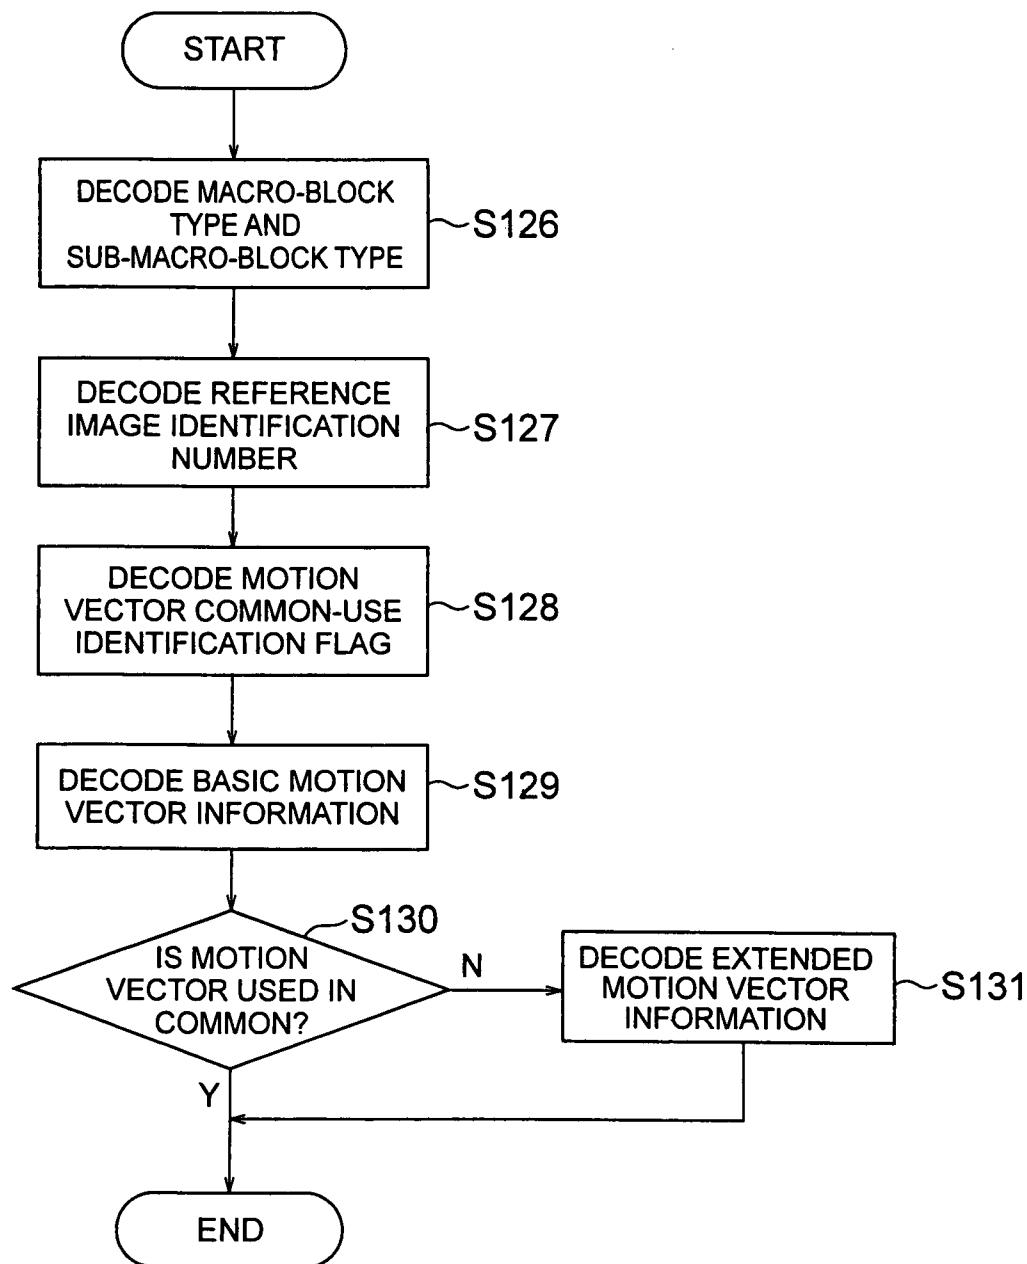 START
DECODE MACRO-BLOCK
TYPE AND
SUB-MACRO-BLOCK TYPE
S126
DECODE REFERENCE
IMAGE IDENTIFICATION
NUMBER
S127
DECODE MOTION
VECTOR COMMON-USE
IDENTIFICATION FLAG
S128
DECODE BASIC MOTION
VECTOR INFORMATION
S129
S130
IS MOTION
VECTOR USED IN
COMMON?
N
DECODE EXTENDED
MOTION VECTOR
INFORMATION
S131
Y
END